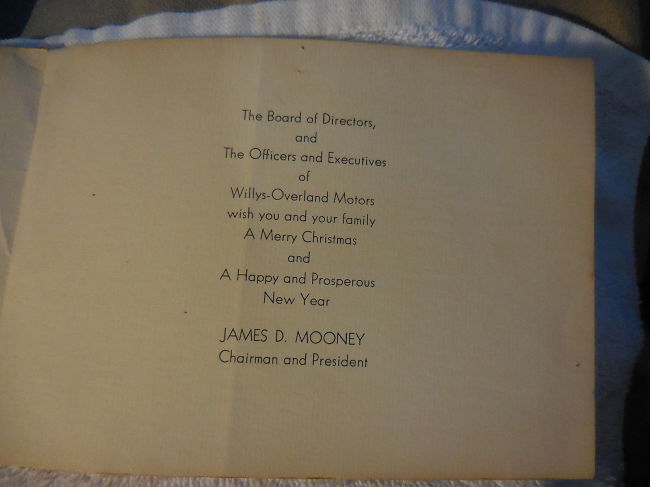 The Board of Directors,
and
The Officers and Executives
of
Willys-Overland Motors
wish you and your family
A Merry Christmas
and
A Happy and Prosperous
New Year
JAMES D. MOONEY
Chairman and President